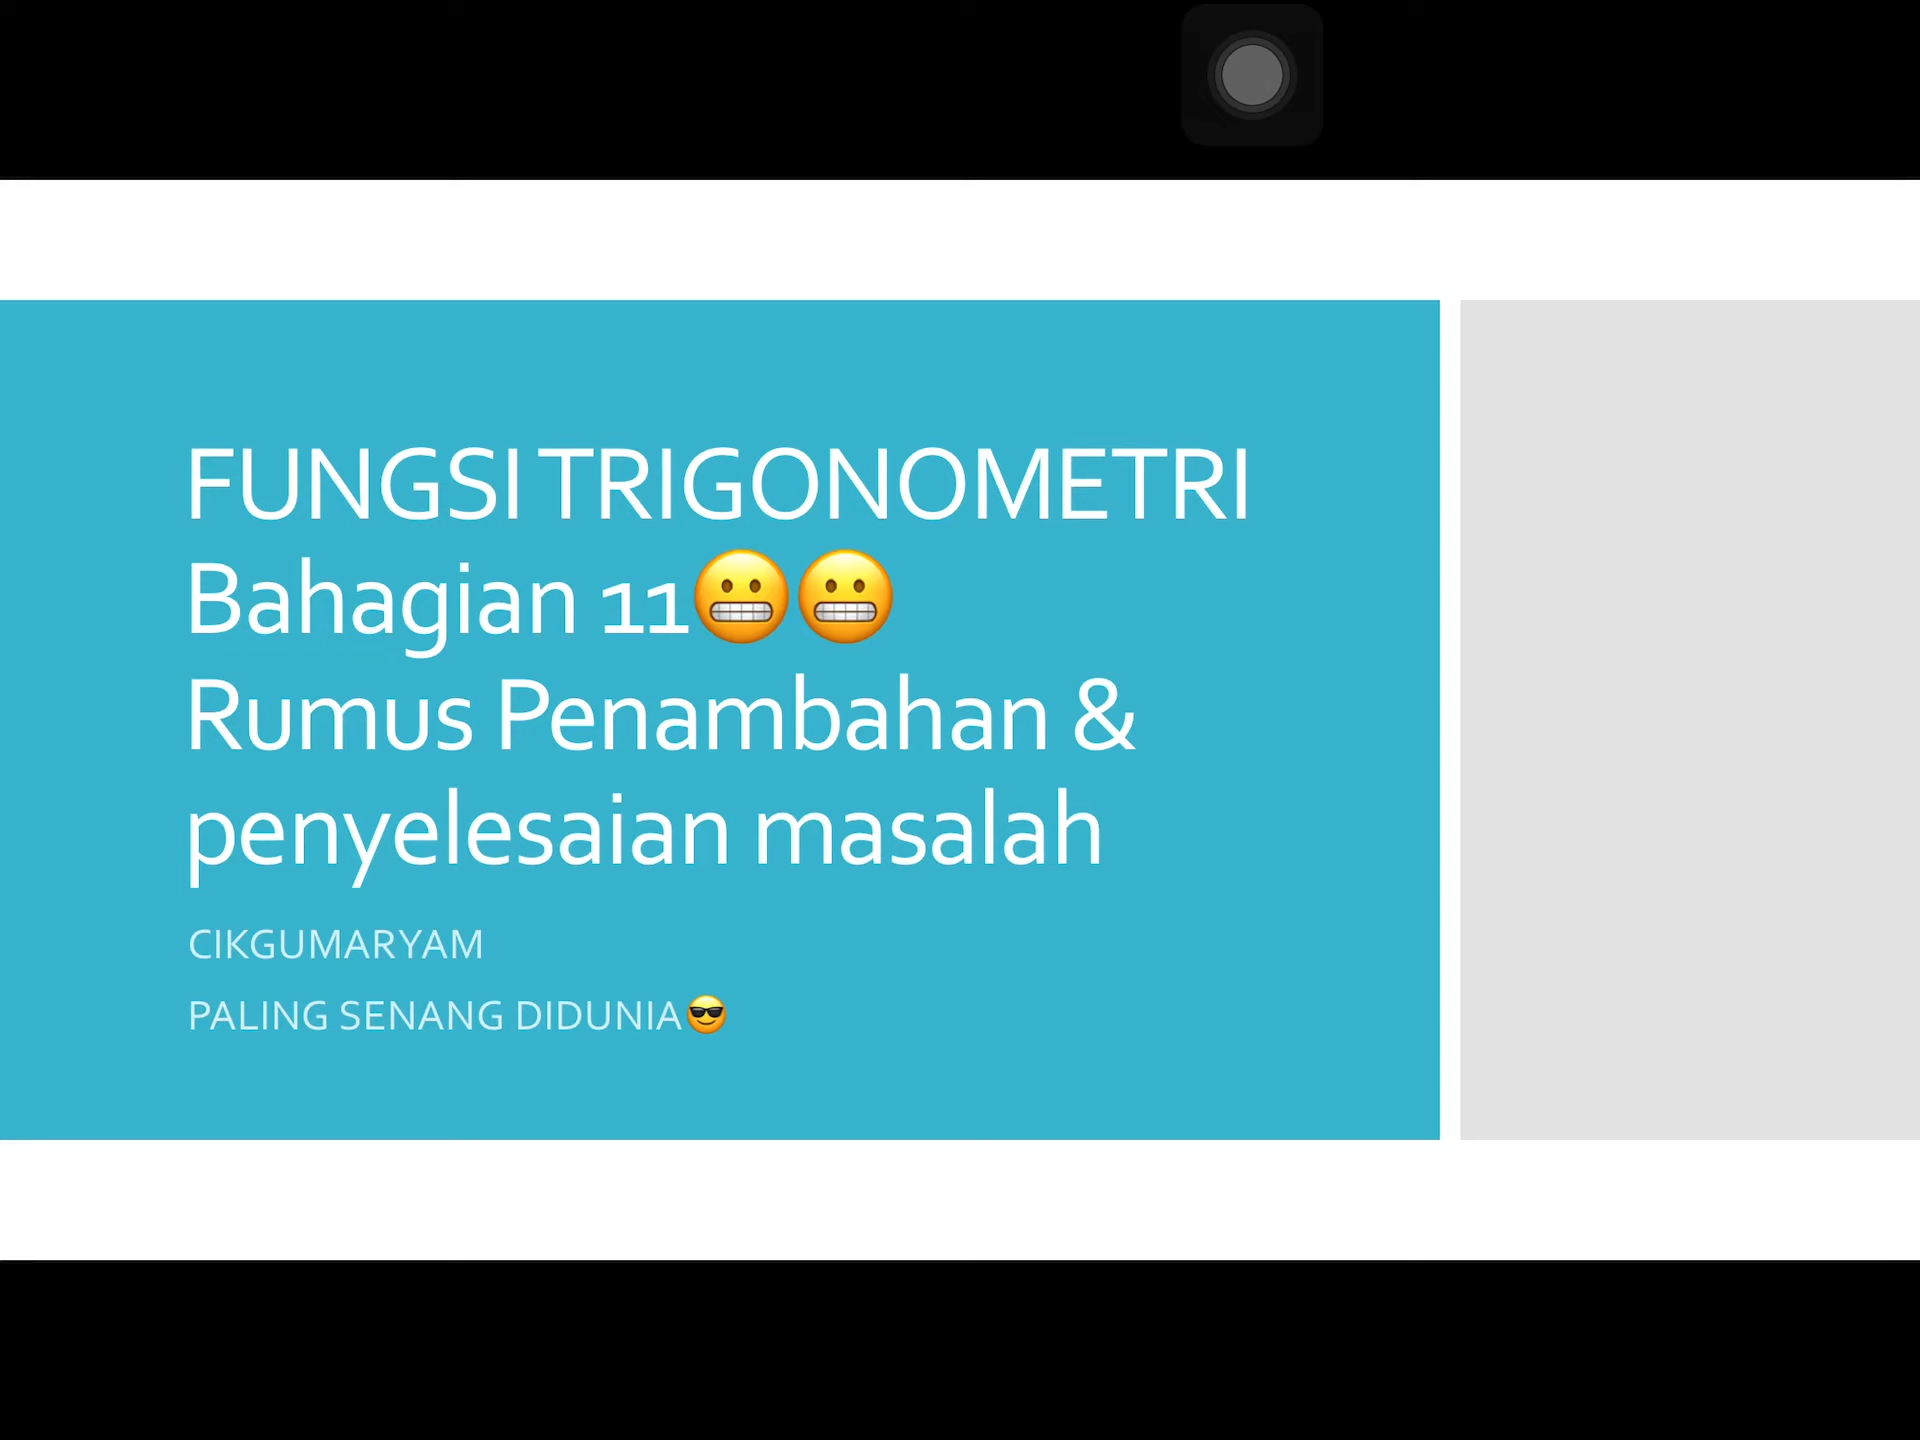 FUNGSI TRIGONOMETRI
Bahagian 11😬😬
Rumus Penambahan &
penyelesaian masalah
CIKGUMARYAM
PALING SENANG DIDUNIA😎